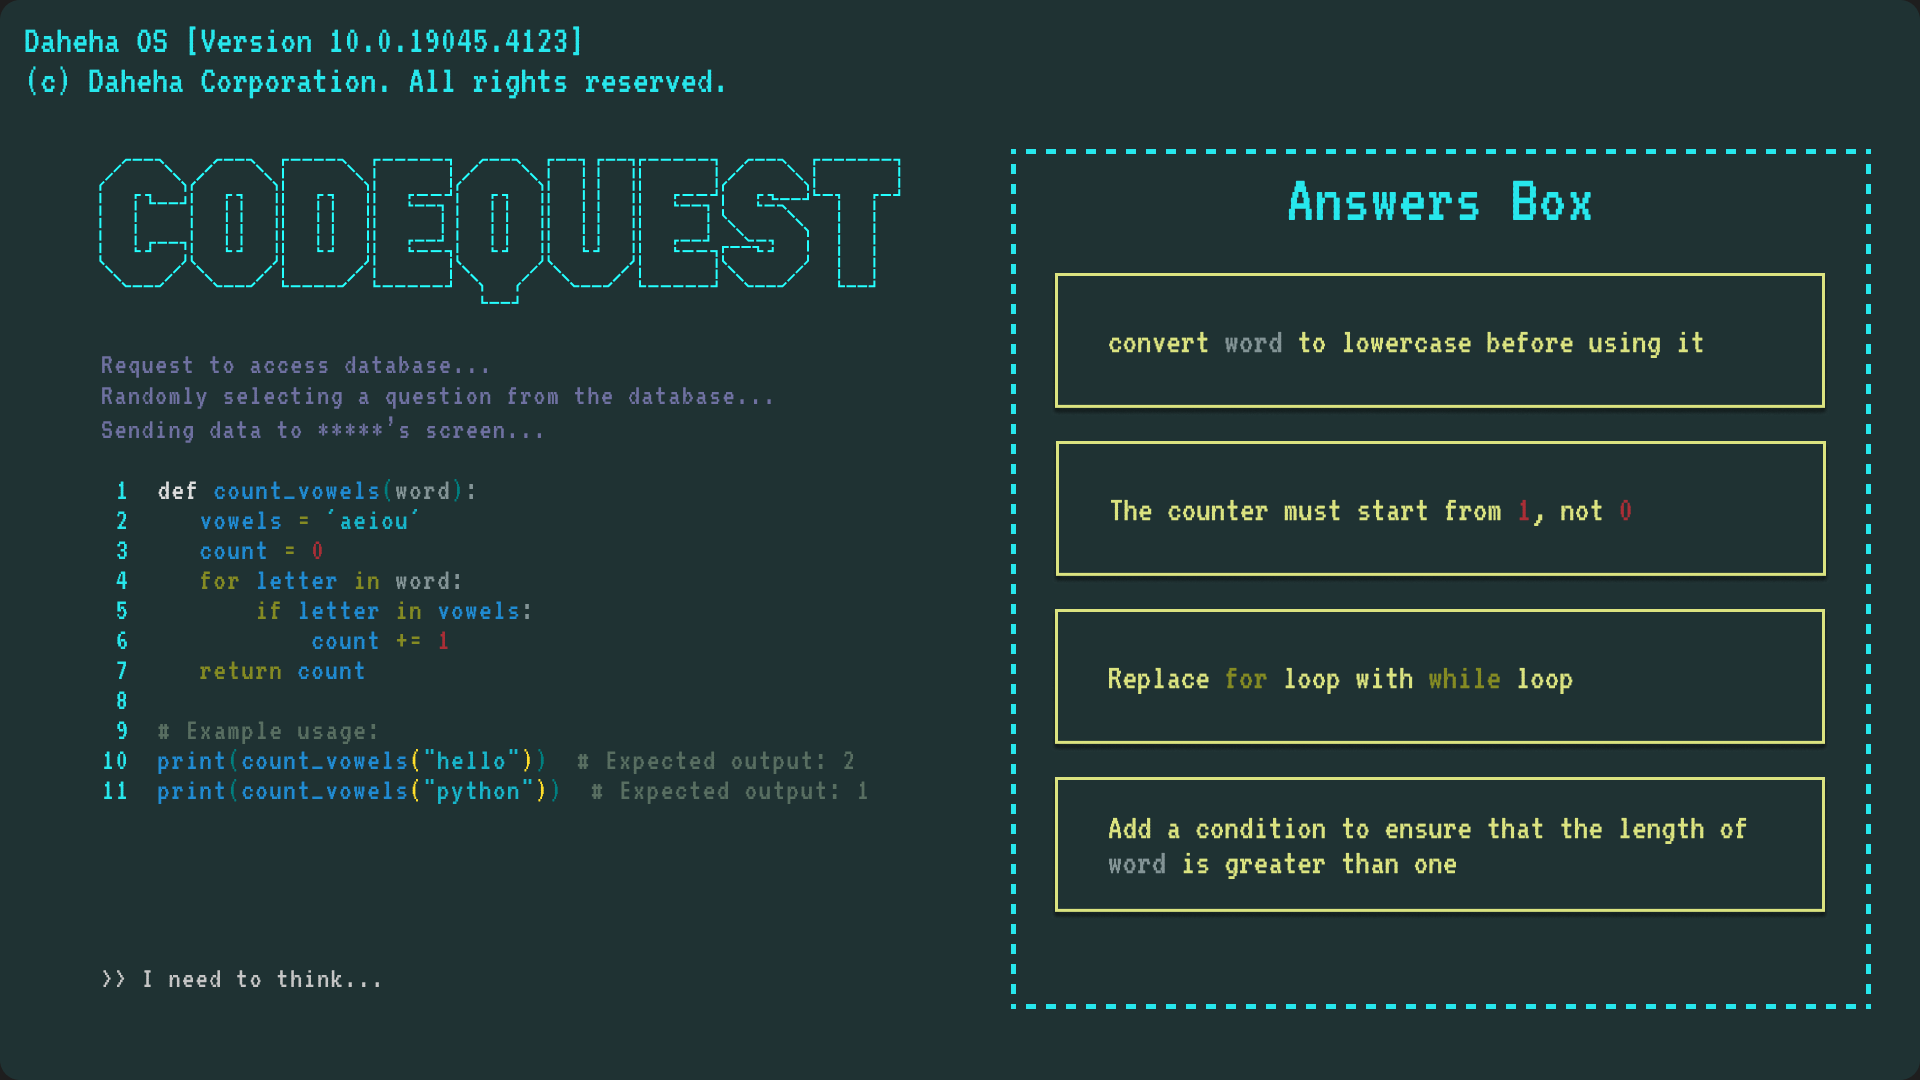 Daheha OS [Version 10.0.19045.4123]
(c) Daheha Corporation. All rights reserved.
CODEQUEST
Request to access database...
Randomly selecting a question from the database...
Sending data to *****'s screen...
1 def count_vowels(word):
2 vowels = ´aeiou´
3 count = 0
4 for letter in word:
5 if letter in vowels:
6 count += 1
7 return count
8
9 # Example usage:
10 print(count_vowels("hello")) # Expected output: 2
11 print(count_vowels("python")) # Expected output: 1
>> I need to think...
Answers Box
convert word to lowercase before using it
The counter must start from 1, not 0
Replace for loop with while loop
Add a condition to ensure that the length of
word is greater than one